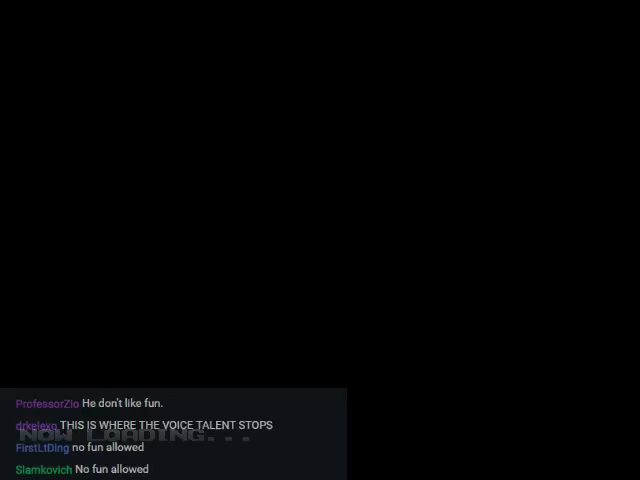 ProfessorZio He don't like fun.
drkelexo THIS IS WHERE THE VOICE TALENT STOPS
NOW LOADING...
FirstLtDing no fun allowed
Slamkovich No fun allowed